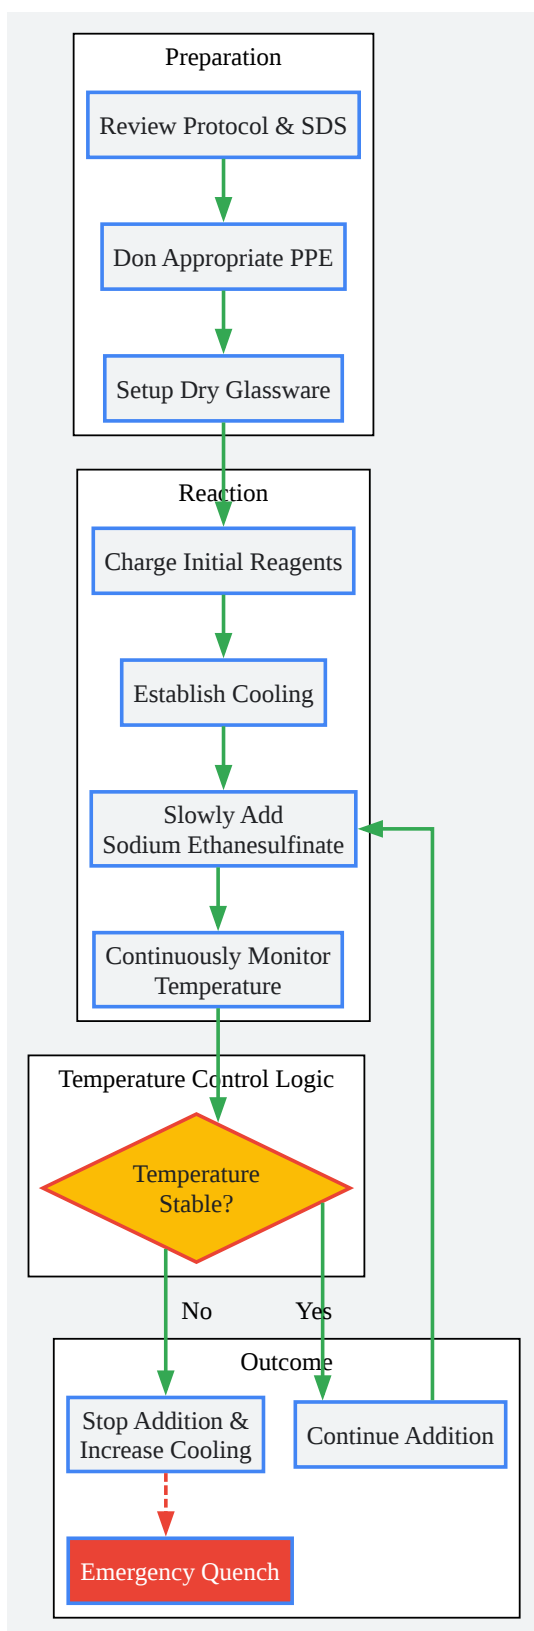 Preparation
Review Protocol & SDS
Don Appropriate PPE
Setup Dry Glassware
Reaction
Charge Initial Reagents
Establish Cooling
Slowly Add
Sodium Ethanesulfinate
Continuously Monitor
Temperature
Temperature Control Logic
Temperature
Stable?
No
Yes
Outcome
Stop Addition &
Increase Cooling
Continue Addition
Emergency Quench